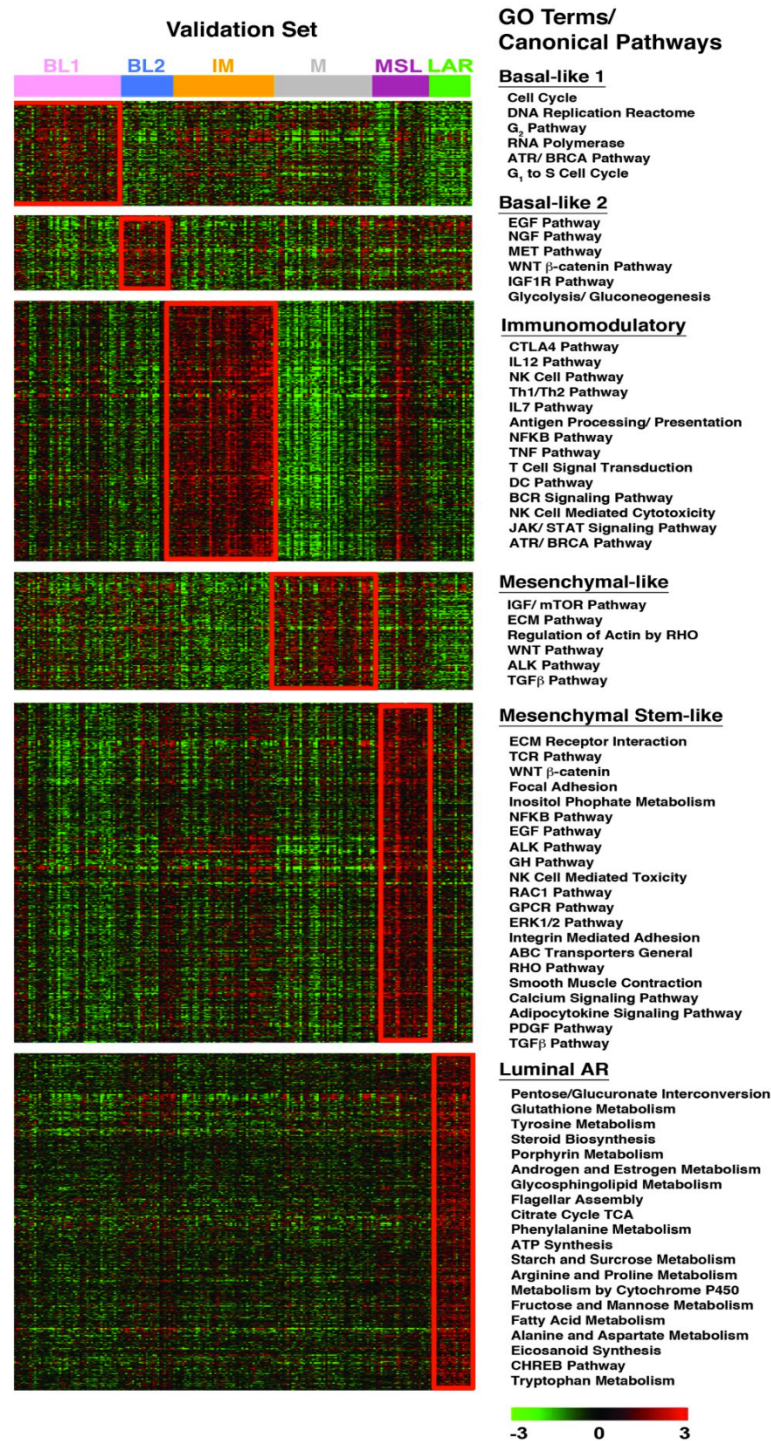 Validation Set
BL1 BL2 IM M MSL LAR
GO Terms/
Canonical Pathways
Basal-like 1
Cell Cycle
DNA Replication Reactome
G2 Pathway
RNA Polymerase
ATR/ BRCA Pathway
G1 to S Cell Cycle
Basal-like 2
EGF Pathway
NGF Pathway
MET Pathway
WNT β-catenin Pathway
IGF1R Pathway
Glycolysis/ Gluconeogenesis
Immunomodulatory
CTLA4 Pathway
IL12 Pathway
NK Cell Pathway
Th1/Th2 Pathway
IL7 Pathway
Antigen Processing/ Presentation
NFKB Pathway
TNF Pathway
T Cell Signal Transduction
DC Pathway
BCR Signaling Pathway
NK Cell Mediated Cytotoxicity
JAK/ STAT Signaling Pathway
ATR/ BRCA Pathway
Mesenchymal-like
IGF/ mTOR Pathway
ECM Pathway
Regulation of Actin by RHO
WNT Pathway
ALK Pathway
TGFβ Pathway
Mesenchymal Stem-like
ECM Receptor Interaction
TCR Pathway
WNT β-catenin
Focal Adhesion
Inositol Phophate Metabolism
NFKB Pathway
EGF Pathway
ALK Pathway
GH Pathway
NK Cell Mediated Toxicity
RAC1 Pathway
GPCR Pathway
ERK1/2 Pathway
Integrin Mediated Adhesion
ABC Transporters General
RHO Pathway
Smooth Muscle Contraction
Calcium Signaling Pathway
Adipocytokine Signaling Pathway
PDGF Pathway
TGFβ Pathway
Luminal AR
Pentose/Glucuronate Interconversion
Glutathione Metabolism
Tyrosine Metabolism
Steroid Biosynthesis
Porphyrin Metabolism
Androgen and Estrogen Metabolism
Glycosphingolipid Metabolism
Flagellar Assembly
Citrate Cycle TCA
Phenylalanine Metabolism
ATP Synthesis
Starch and Surcrose Metabolism
Arginine and Proline Metabolism
Metabolism by Cytochrome P450
Fructose and Mannose Metabolism
Fatty Acid Metabolism
Alanine and Aspartate Metabolism
Eicosanoid Synthesis
CHREB Pathway
Tryptophan Metabolism
-3 0 3